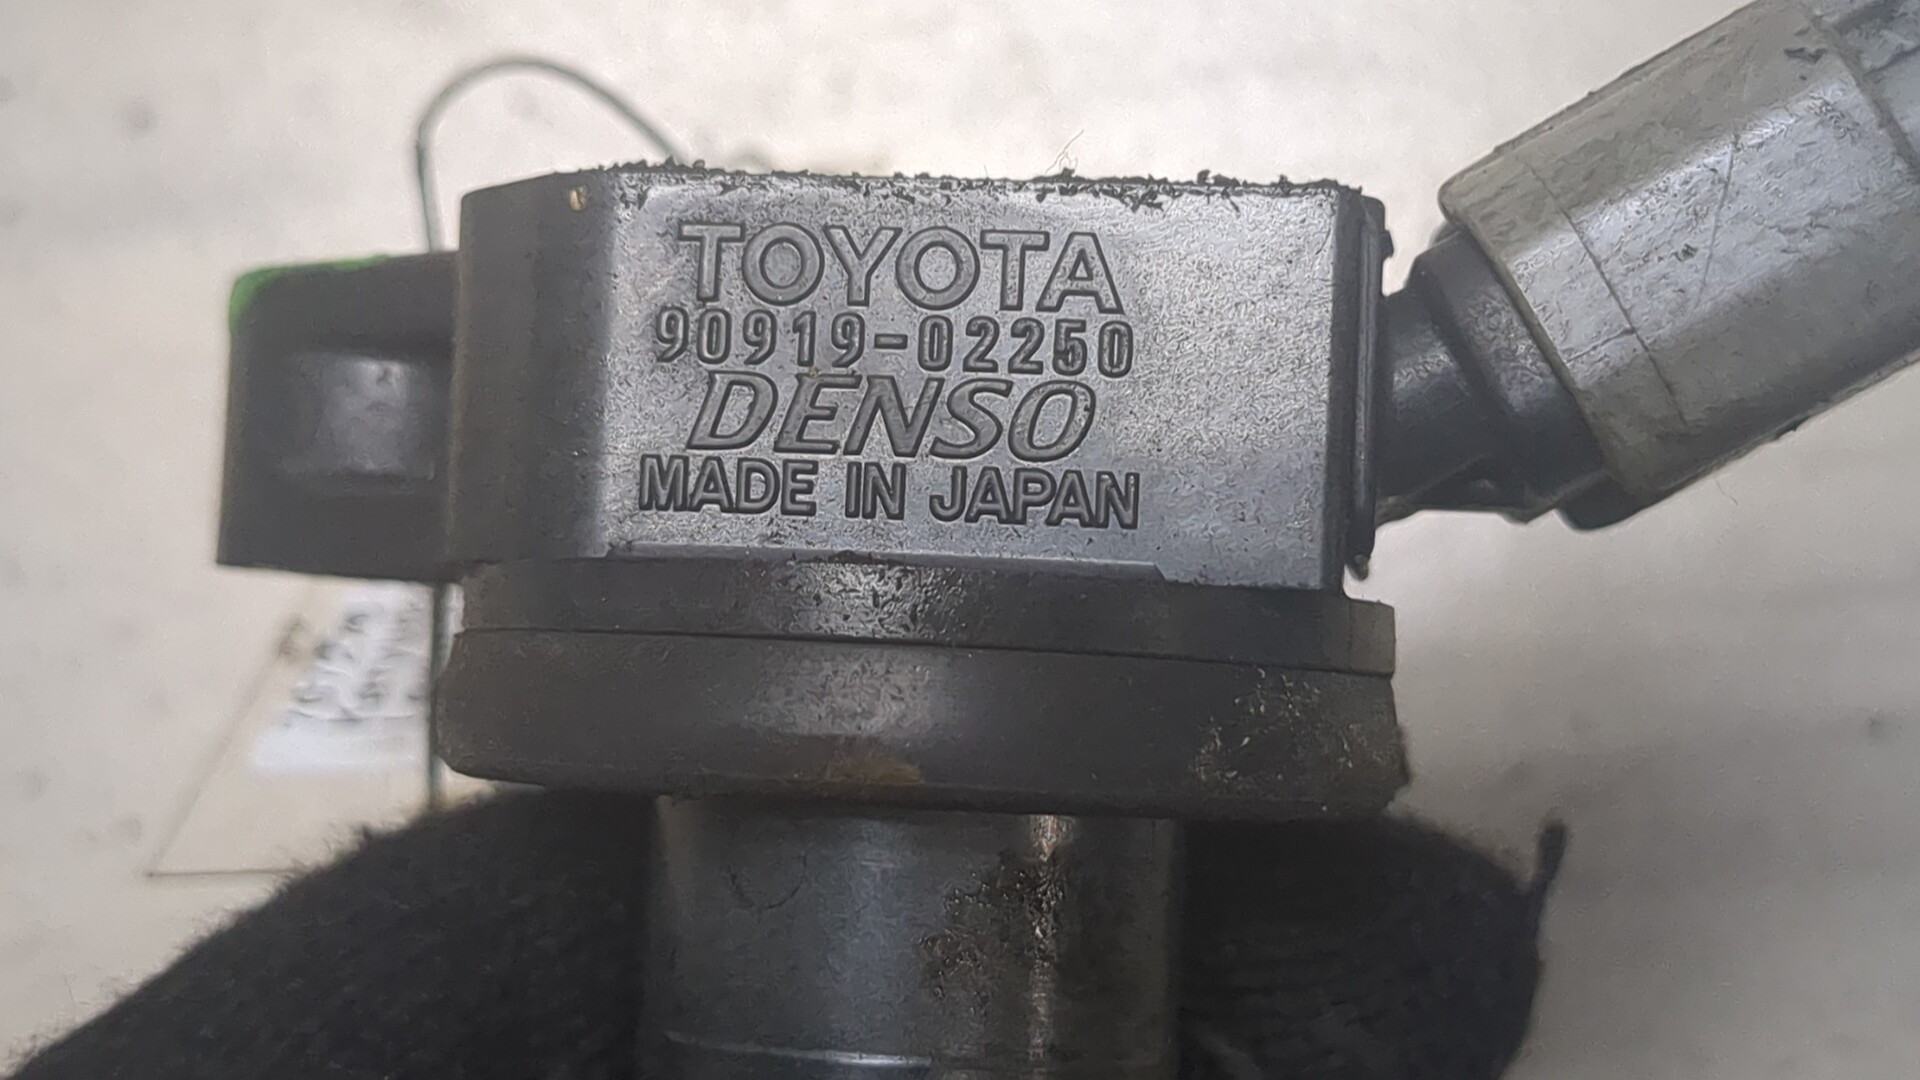 TOYOTA
90919-02250
DENSO
MADE IN JAPAN